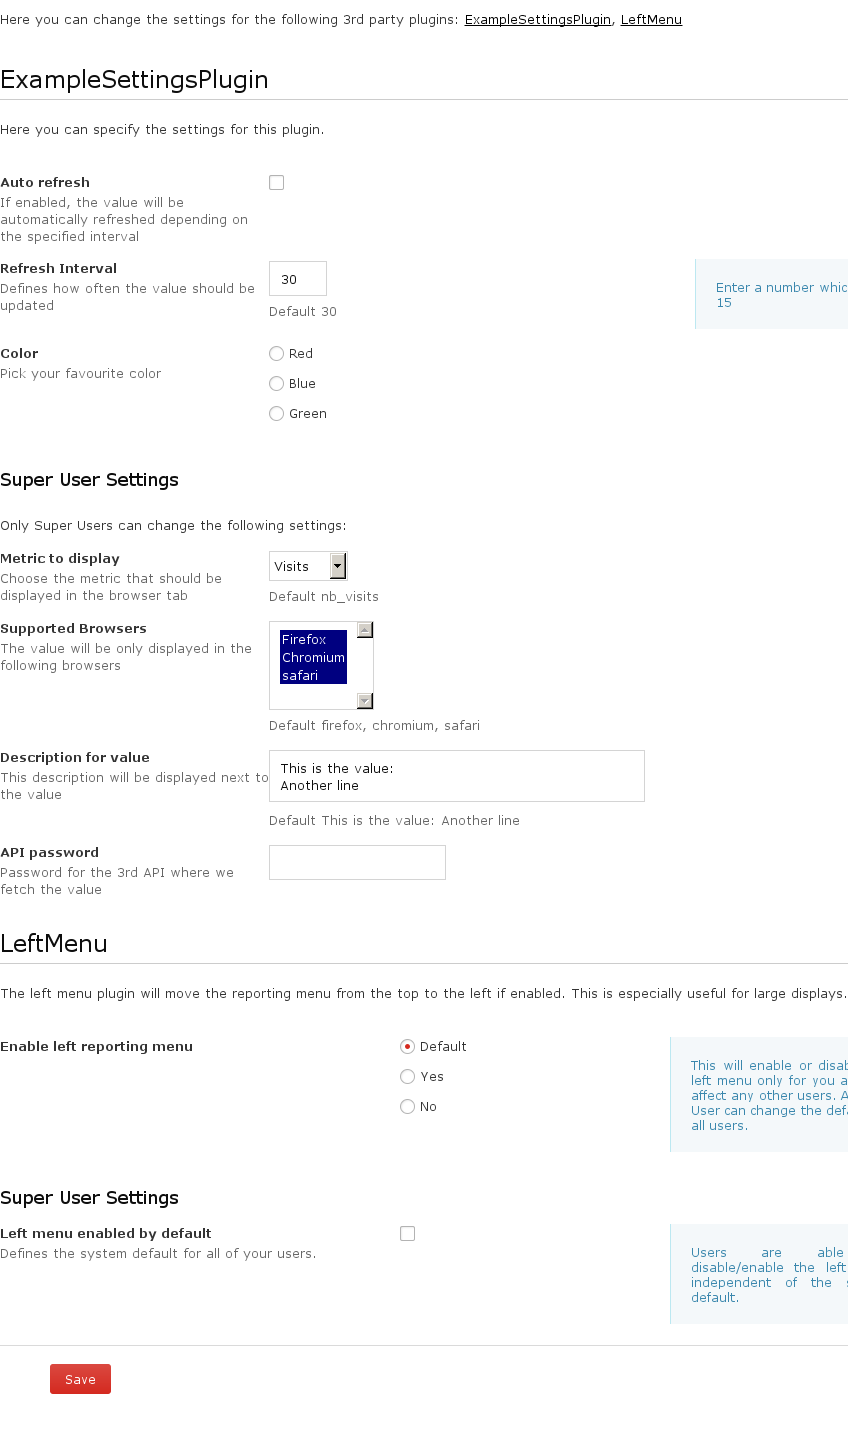 Here you can change the settings for the following 3rd party plugins: ExampleSettingsPlugin, LeftMenu
ExampleSettingsPlugin
Here you can specify the settings for this plugin.
Auto refresh
If enabled, the value will be
automatically refreshed depending on
the specified interval
Refresh Interval
Defines how often the value should be
updated
30
Default 30
Enter a number
15
Color
Pick your favourite color
Red
Blue
Green
Super User Settings
Only Super Users can change the following settings:
Metric to display
Choose the metric that should be
displayed in the browser tab
Visits
Default nb_visits
Supported Browsers
The value will be only displayed in the
following browsers
Firefox
Chromium
safari
Default firefox, chromium, safari
Description for value
This description will be displayed next to
the value
This is the value:
Another line
Default This is the value: Another line
API password
Password for the 3rd API where we
fetch the value
LeftMenu
The left menu plugin will move the reporting menu from the top to the left if enabled. This is especially useful for large displays.
Enable left reporting menu
Default
Yes
No
This will enable or
left menu only for you
affect any other users.
User can change the
all users.
Super User Settings
Left menu enabled by default
Defines the system default for all of your users.
Users are able
disable/enable the left
independent of the
default.
Save